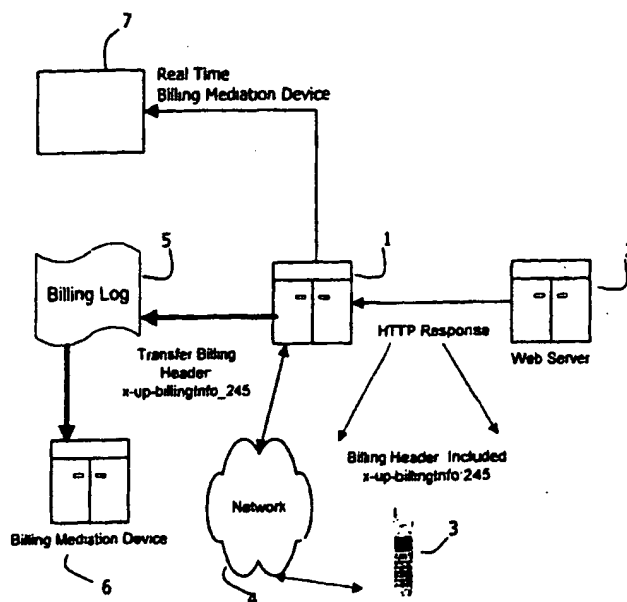 7
Real Time
Billing Mediation Device
5
1
Billing Log
HTTP Response
Web Server
Transfer Billing
Header
x-up-billingInfo_245
Billing Header Included
x-up-billingInfo:245
Network
3
Billing Mediation Device
6
4